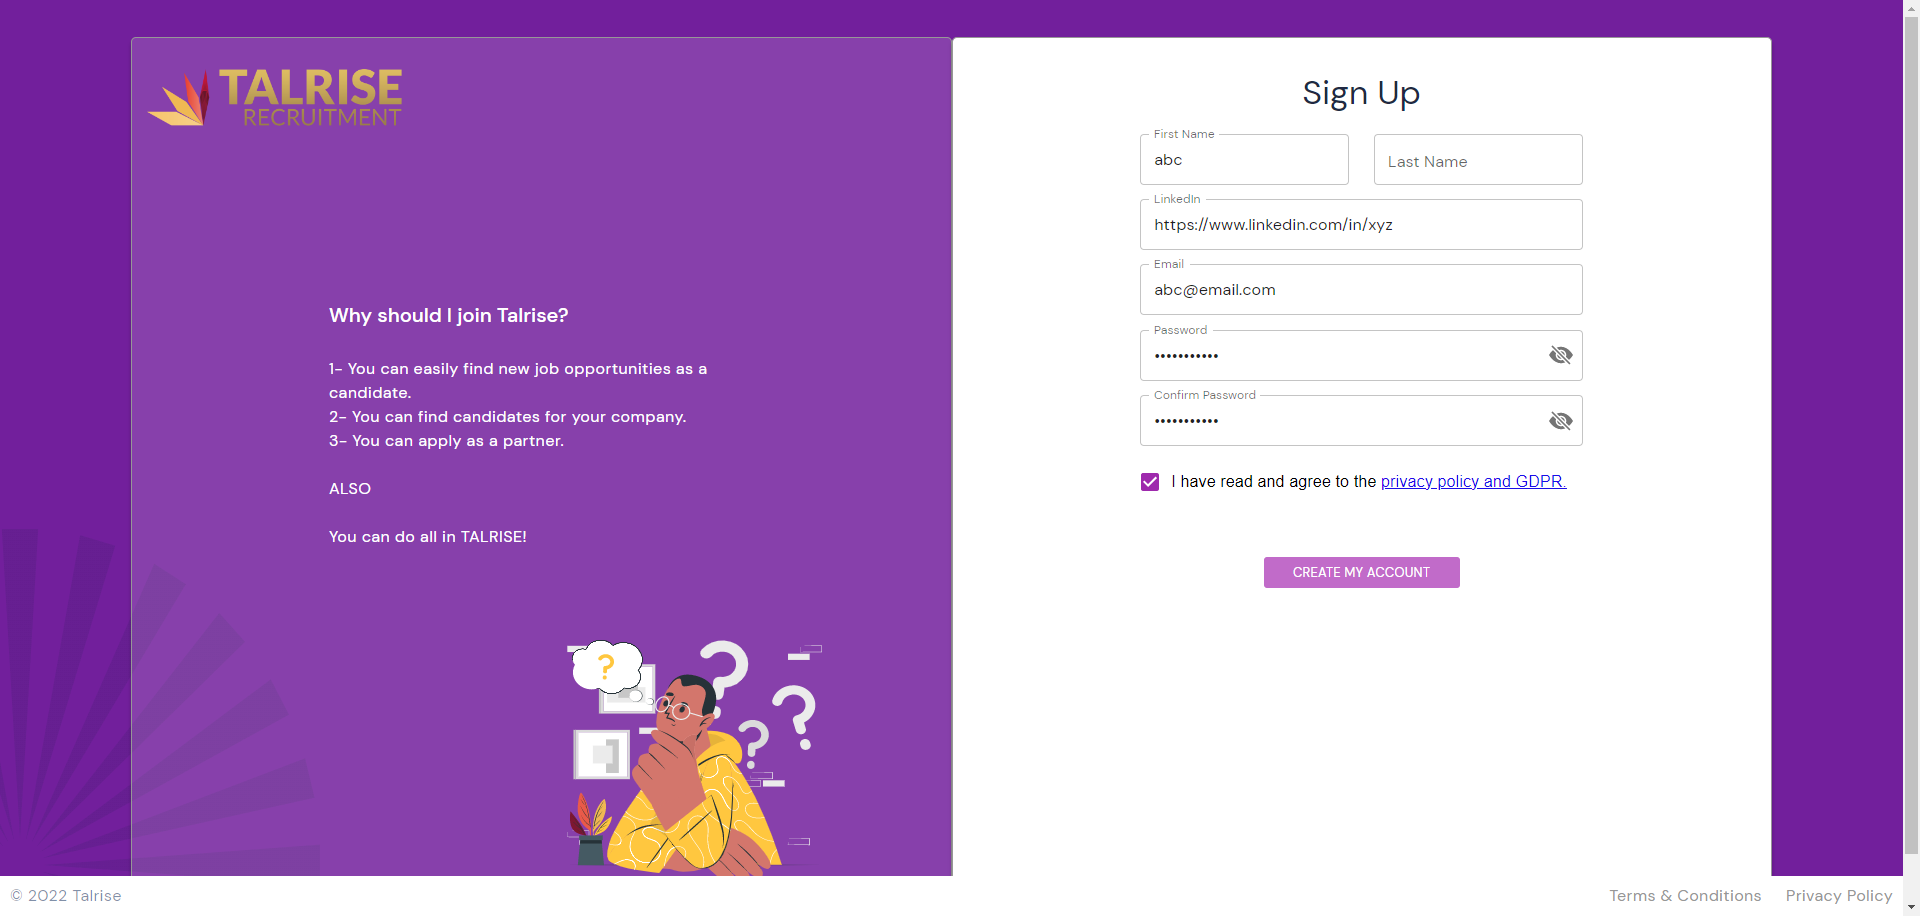 TALRISE
RECRUITMENT
Why should I join Talrise?
1- You can easily find new job opportunities as a
candidate.
2- You can find candidates for your company.
3- You can apply as a partner.
ALSO
You can do all in TALRISE!
?
Sign Up
First Name
abc
Last Name
LinkedIn
https://www.linkedin.com/in/xyz
Email
abc@email.com
Password
•••••••••••
Confirm Password
•••••••••••
I have read and agree to the privacy policy and GDPR.
CREATE MY ACCOUNT
© 2022 Talrise
Terms & Conditions
Privacy Policy